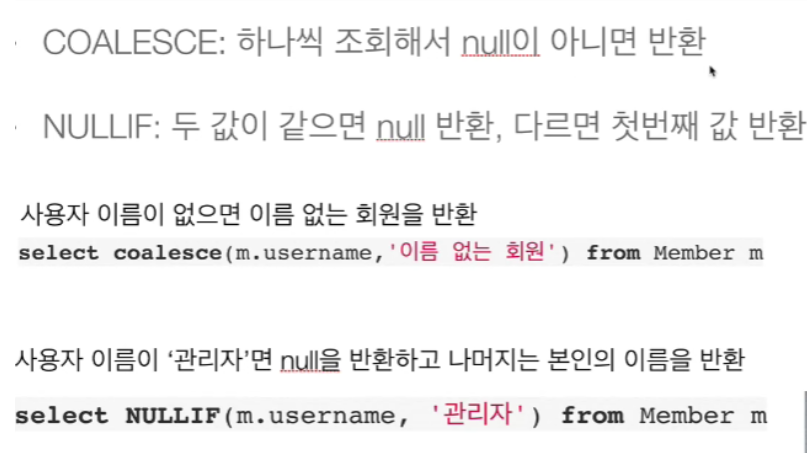 · COALESCE: 하나씩 조회해서 null이 아니면 반환
· NULLIF: 두 값이 같으면 null 반환, 다르면 첫번째 값 반환
사용자 이름이 없으면 이름 없는 회원을 반환
select coalesce(m.username,'이름 없는 회원') from Member m
사용자 이름이 ‘관리자’면 null을 반환하고 나머지는 본인의 이름을 반환
select NULLIF(m.username, '관리자') from Member m